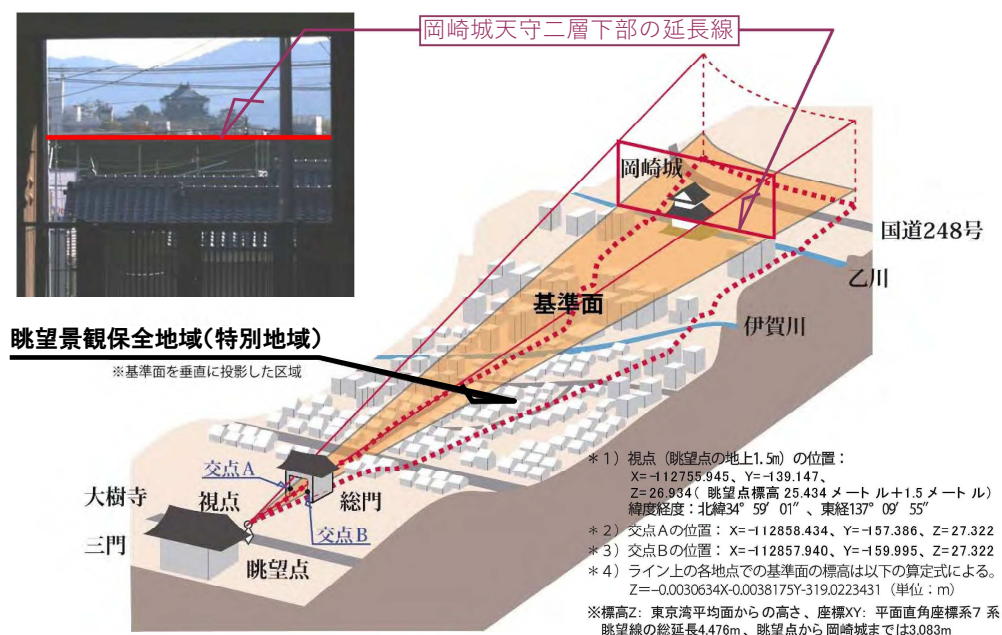 岡崎城天守二層下部の延長線
岡崎城
国道248号
乙川
基準面
伊賀川
眺望景観保全地域(特別地域)
※基準面を垂直に投影した区域
交点A
大樹寺
視点
総門
交点B
三門
眺望点
*1)視点(眺望点の地上1.5m)の位置:
X=-112755.945、Y=-139.147、
Z=26.934( 眺望点標高 25.434 メートル+1.5 メートル)
緯度経度:北緯34°59′01″、東経137°09′55″
*2)交点Aの位置: X=-112858.434、Y=-157.386、Z=27.322
*3)交点Bの位置: X=-112857.940、Y=-159.995、Z=27.322
*4)ライン上の各地点での基準面の標高は以下の算定式による。
Z=-0.0030634X-0.0038175Y-319.0223431(単位:m)
※標高Z: 東京湾平均面からの高さ、座標XY: 平面直角座標系7 系
眺望線の総延長4,476m、眺望点から岡崎城までは3,083m